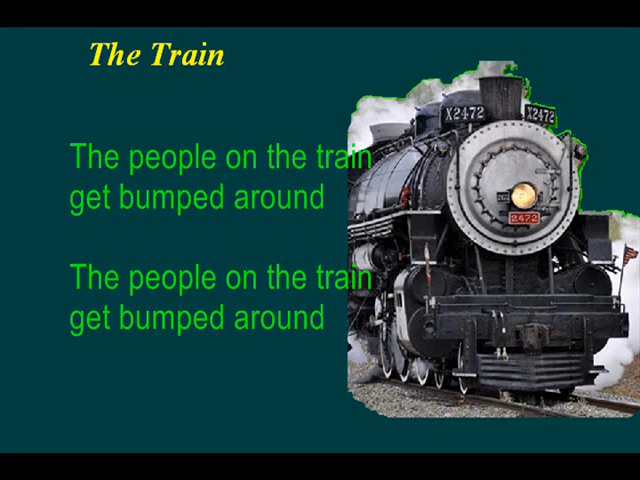 The Train
X2472
X2472
The people on the train
get bumped around
2472
The people on the train
get bumped around